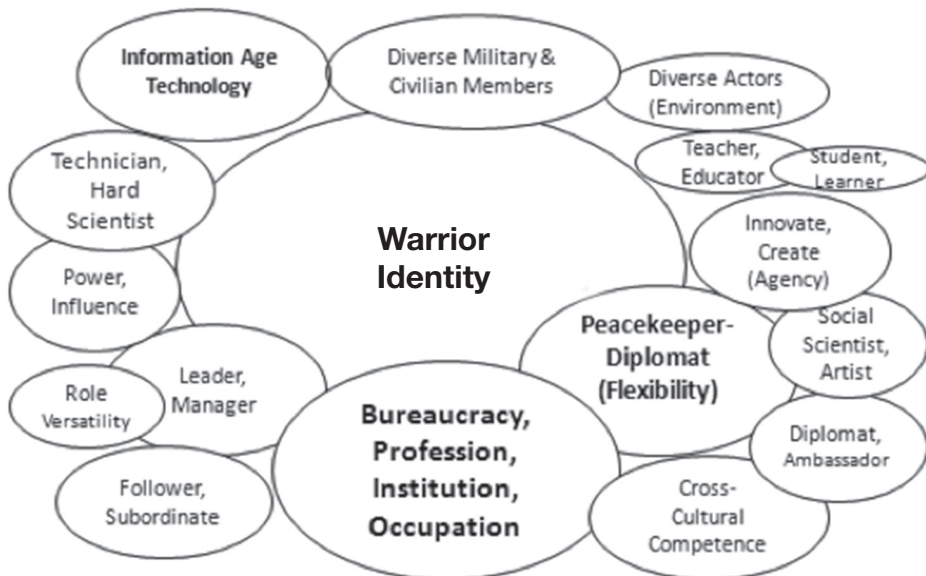 Information Age
Technology
Diverse Military &
Civilian Members
Diverse Actors
(Environment)
Teacher,
Educator
Student,
Learner
Technician,
Hard
Scientist
Innovate,
Create
(Agency)
Warrior
Identity
Power,
Influence
Peacekeeper-
Diplomat
(Flexibility)
Social
Scientist,
Artist
Role
Versatility
Leader,
Manager
Bureaucracy,
Profession,
Institution,
Occupation
Diplomat,
Ambassador
Follower,
Subordinate
Cross-
Cultural
Competence